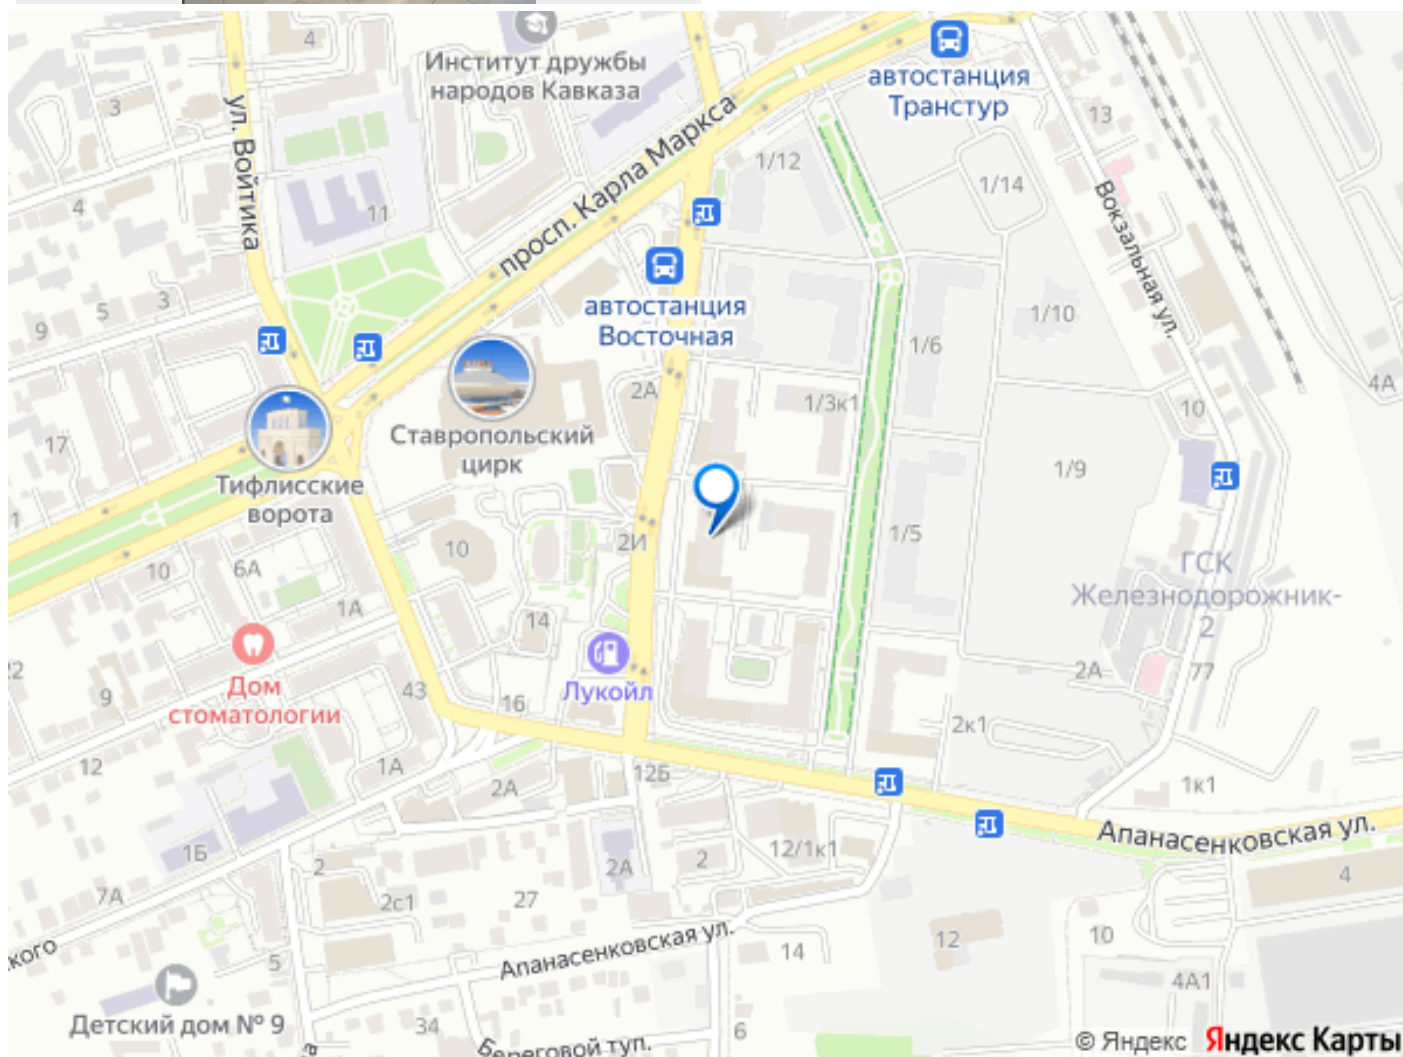 4
Институт дружбы
народов Кавказа
автостанция
Транстур
3
ул. Войтика
просп. Карла Маркса
13
1/12
1/14
4
11
Вокзальная ул.
9
5
3
автостанция
Восточная
1/10
1/6
2А
1/3к1
4А
10
17
Ставропольский
цирк
Тифлисские
ворота
1/9
1
2И
1/5
10
10
6А
1А
ГСК
Железнодорожник-
2
14
22
9
Дом
стоматологии
43
16
Лукойл
2А
77
2к1
12
1А
2А
12Б
1к1
Апанасенковская ул.
1Б
2
2А
2
12/1к1
4
7А
2с1
27
кого
Апанасенковская ул.
14
12
10
5
4А1
Детский дом № 9
34
Береговой туп.
6
© Яндекс Яндекс Карты